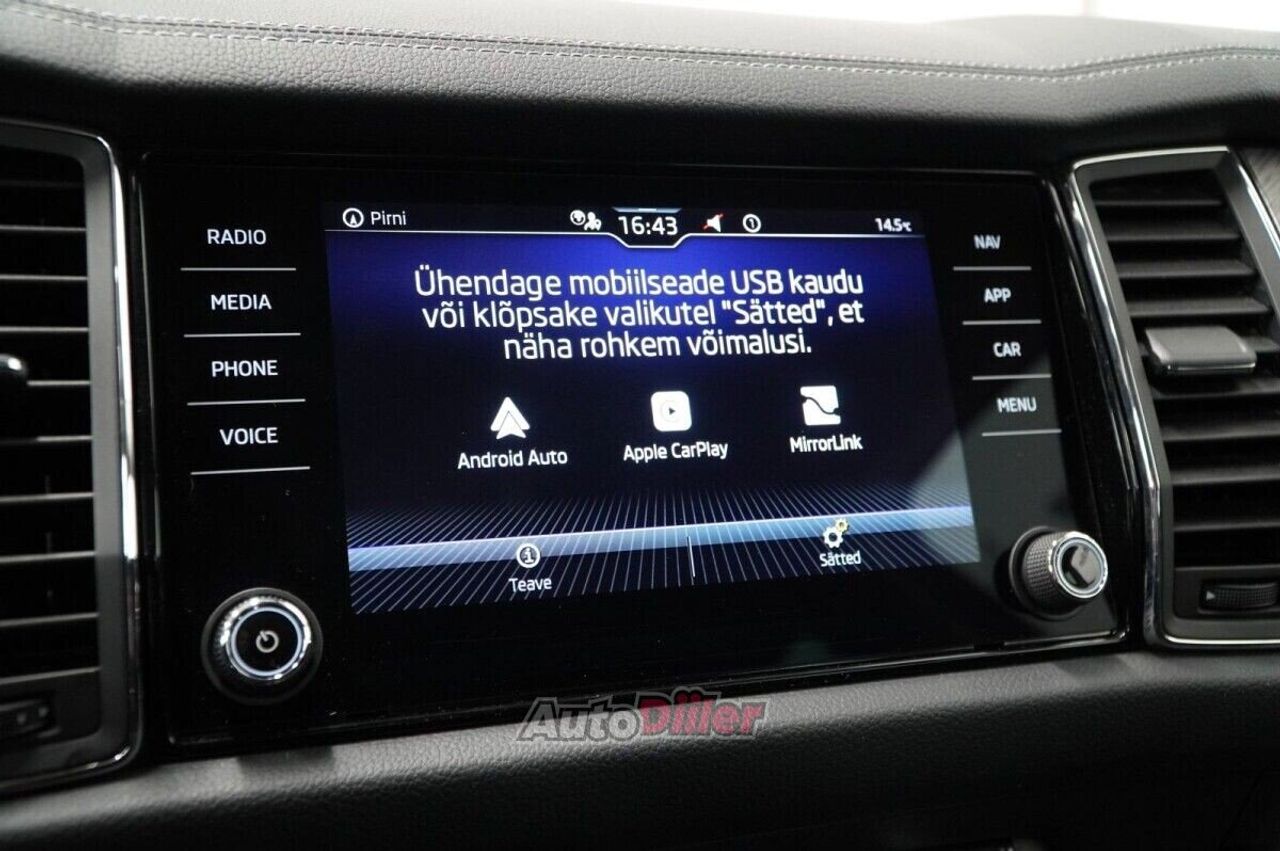 Pirni
16:43
1
14.5°C
RADIO
MEDIA
PHONE
VOICE
Ühendage mobiilseade USB kaudu
või klõpsake valikutel "Sätted", et
näha rohkem võimalusi.
Android Auto
Apple CarPlay
MirrorLink
Teave
Sätted
NAV
APP
CAR
MENU
AutoDiiler